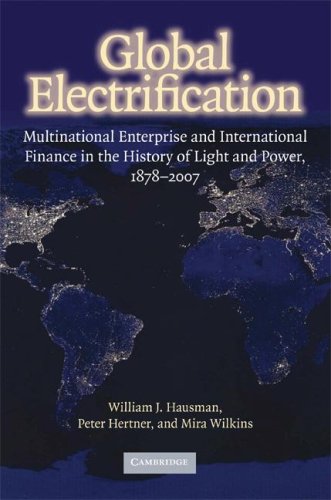 Global
Electrification
Multinational Enterprise and International
Finance in the History of Light and Power,
1878–2007
William J. Hausman,
Peter Hertner, and Mira Wilkins
CAMBRIDGE